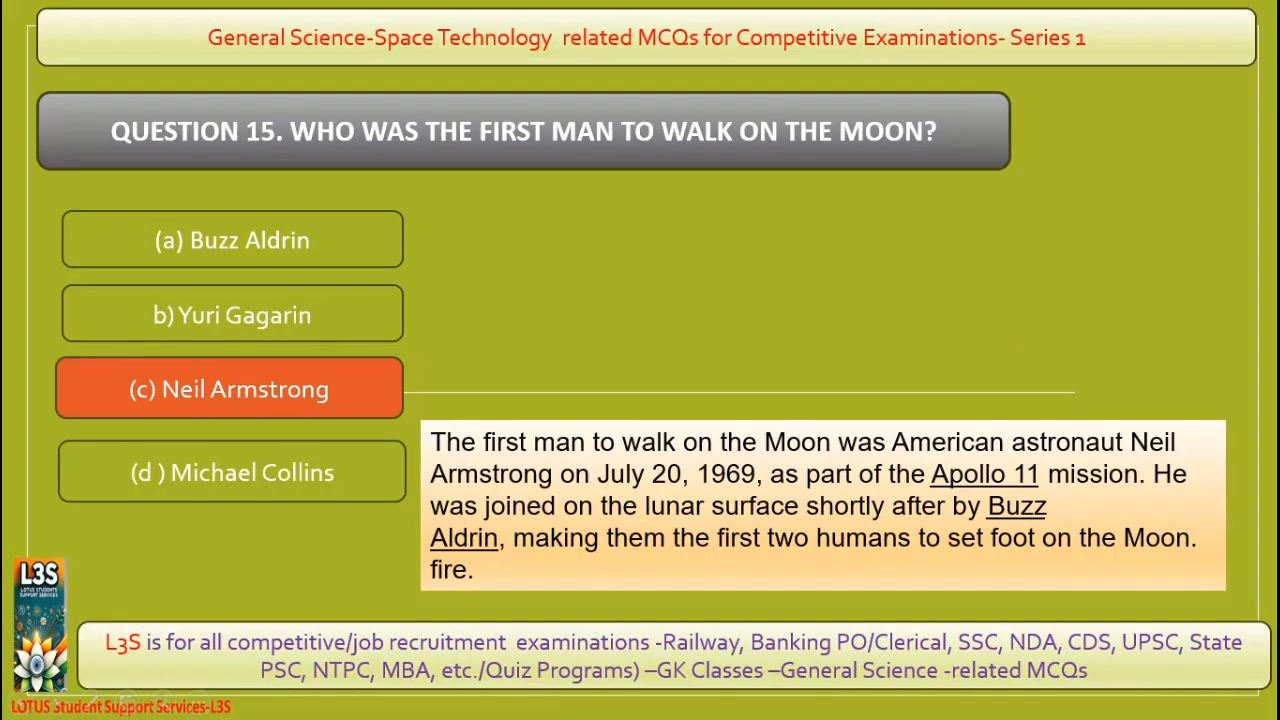 General Science-Space Technology related MCQs for Competitive Examinations- Series 1
QUESTION 15. WHO WAS THE FIRST MAN TO WALK ON THE MOON?
(a) Buzz Aldrin
b) Yuri Gagarin
(c) Neil Armstrong
(d ) Michael Collins
The first man to walk on the Moon was American astronaut Neil
Armstrong on July 20, 1969, as part of the Apollo 11 mission. He
was joined on the lunar surface shortly after by Buzz
Aldrin, making them the first two humans to set foot on the Moon.
fire.
L3S
LOTUS STUDENTS
SUPPORT SERVICES
L3S is for all competitive/job recruitment examinations -Railway, Banking PO/Clerical, SSC, NDA, CDS, UPSC, State
PSC, NTPC, MBA, etc./Quiz Programs) –GK Classes –General Science -related MCQs
LOTUS Student Support Services-L3S